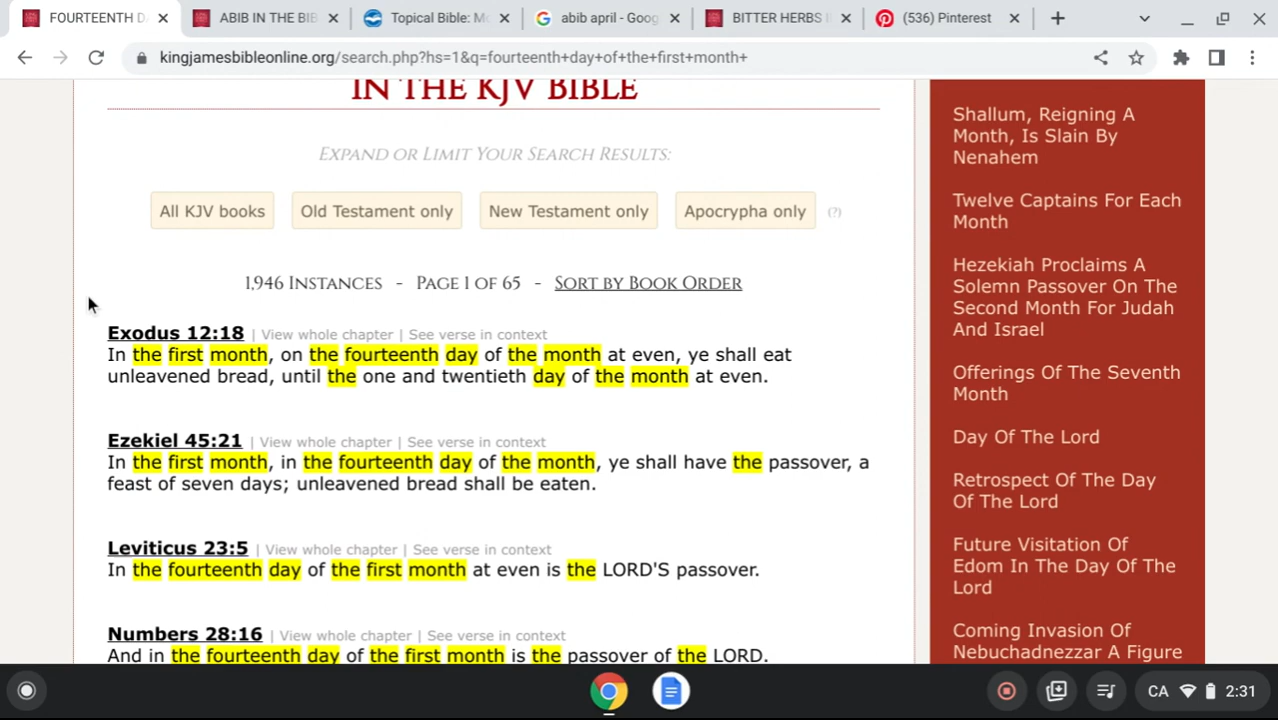 FOURTEENTH DA
ABIB IN THE BIB
Topical Bible: Mo
abib april - Goog
BITTER HERBS I
(536) Pinterest
kingjamesbibleonline.org/search.php?hs=1&q=fourteenth+day+of+the+first+month+
IN THE KJV BIBLE
Expand or Limit Your Search Results:
All KJV books
Old Testament only
New Testament only
Apocrypha only
(?)
1,946 Instances - Page 1 of 65 - Sort by Book Order
Exodus 12:18 | View whole chapter | See verse in context
In the first month, on the fourteenth day of the month at even, ye shall eat
unleavened bread, until the one and twentieth day of the month at even.
Ezekiel 45:21 | View whole chapter | See verse in context
In the first month, in the fourteenth day of the month, ye shall have the passover, a
feast of seven days; unleavened bread shall be eaten.
Leviticus 23:5 | View whole chapter | See verse in context
In the fourteenth day of the first month at even is the LORD'S passover.
Numbers 28:16 | View whole chapter | See verse in context
And in the fourteenth day of the first month is the passover of the LORD.
Shallum, Reigning A
Month, Is Slain By
Nenahem
Twelve Captains For Each
Month
Hezekiah Proclaims A
Solemn Passover On The
Second Month For Judah
And Israel
Offerings Of The Seventh
Month
Day Of The Lord
Retrospect Of The Day
Of The Lord
Future Visitation Of
Edom In The Day Of The
Lord
Coming Invasion Of
Nebuchadnezzar A Figure
CA
2:31